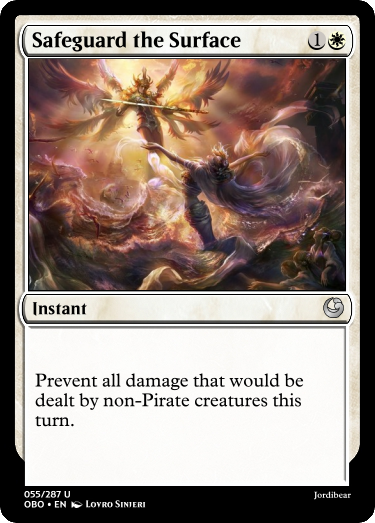 Safeguard the Surface 1
Instant
Prevent all damage that would be
dealt by non-Pirate creatures this
turn.
055/287 U
OBO • EN Lovro Sinjeri
Jordibear